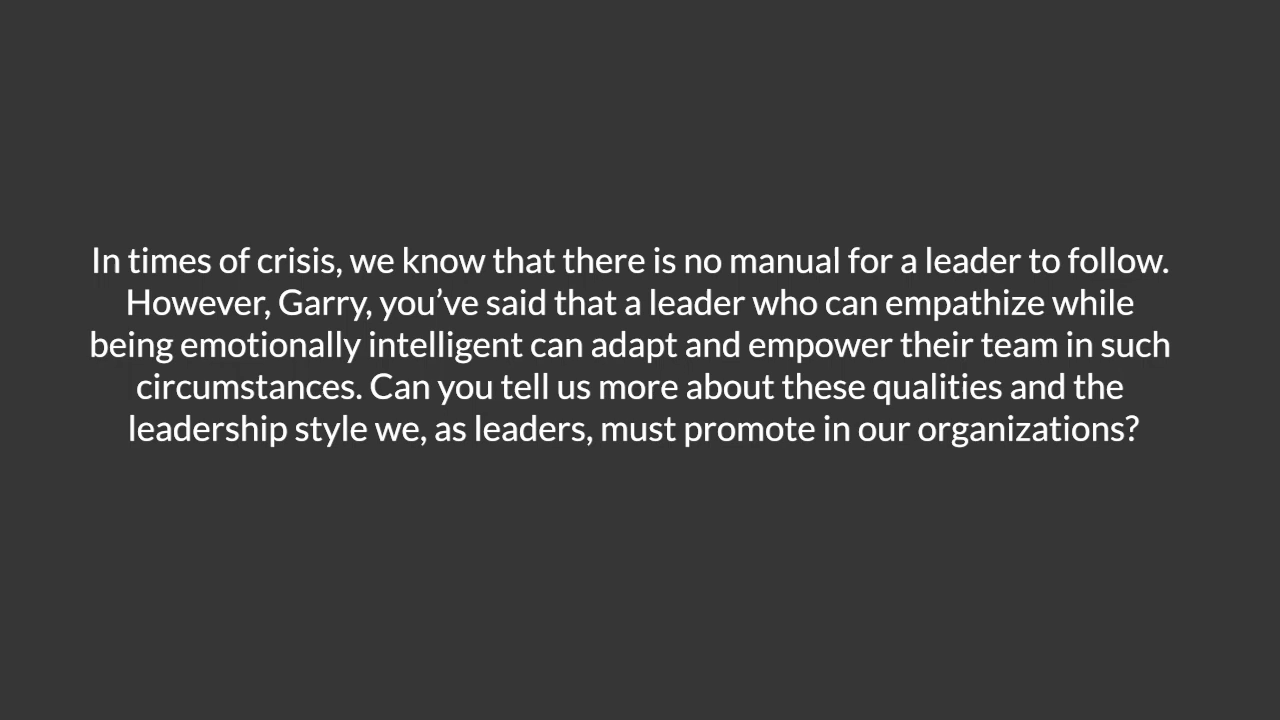 In times of crisis, we know that there is no manual for a leader to follow.
However, Garry, you’ve said that a leader who can empathize while
being emotionally intelligent can adapt and empower their team in such
circumstances. Can you tell us more about these qualities and the
leadership style we, as leaders, must promote in our organizations?